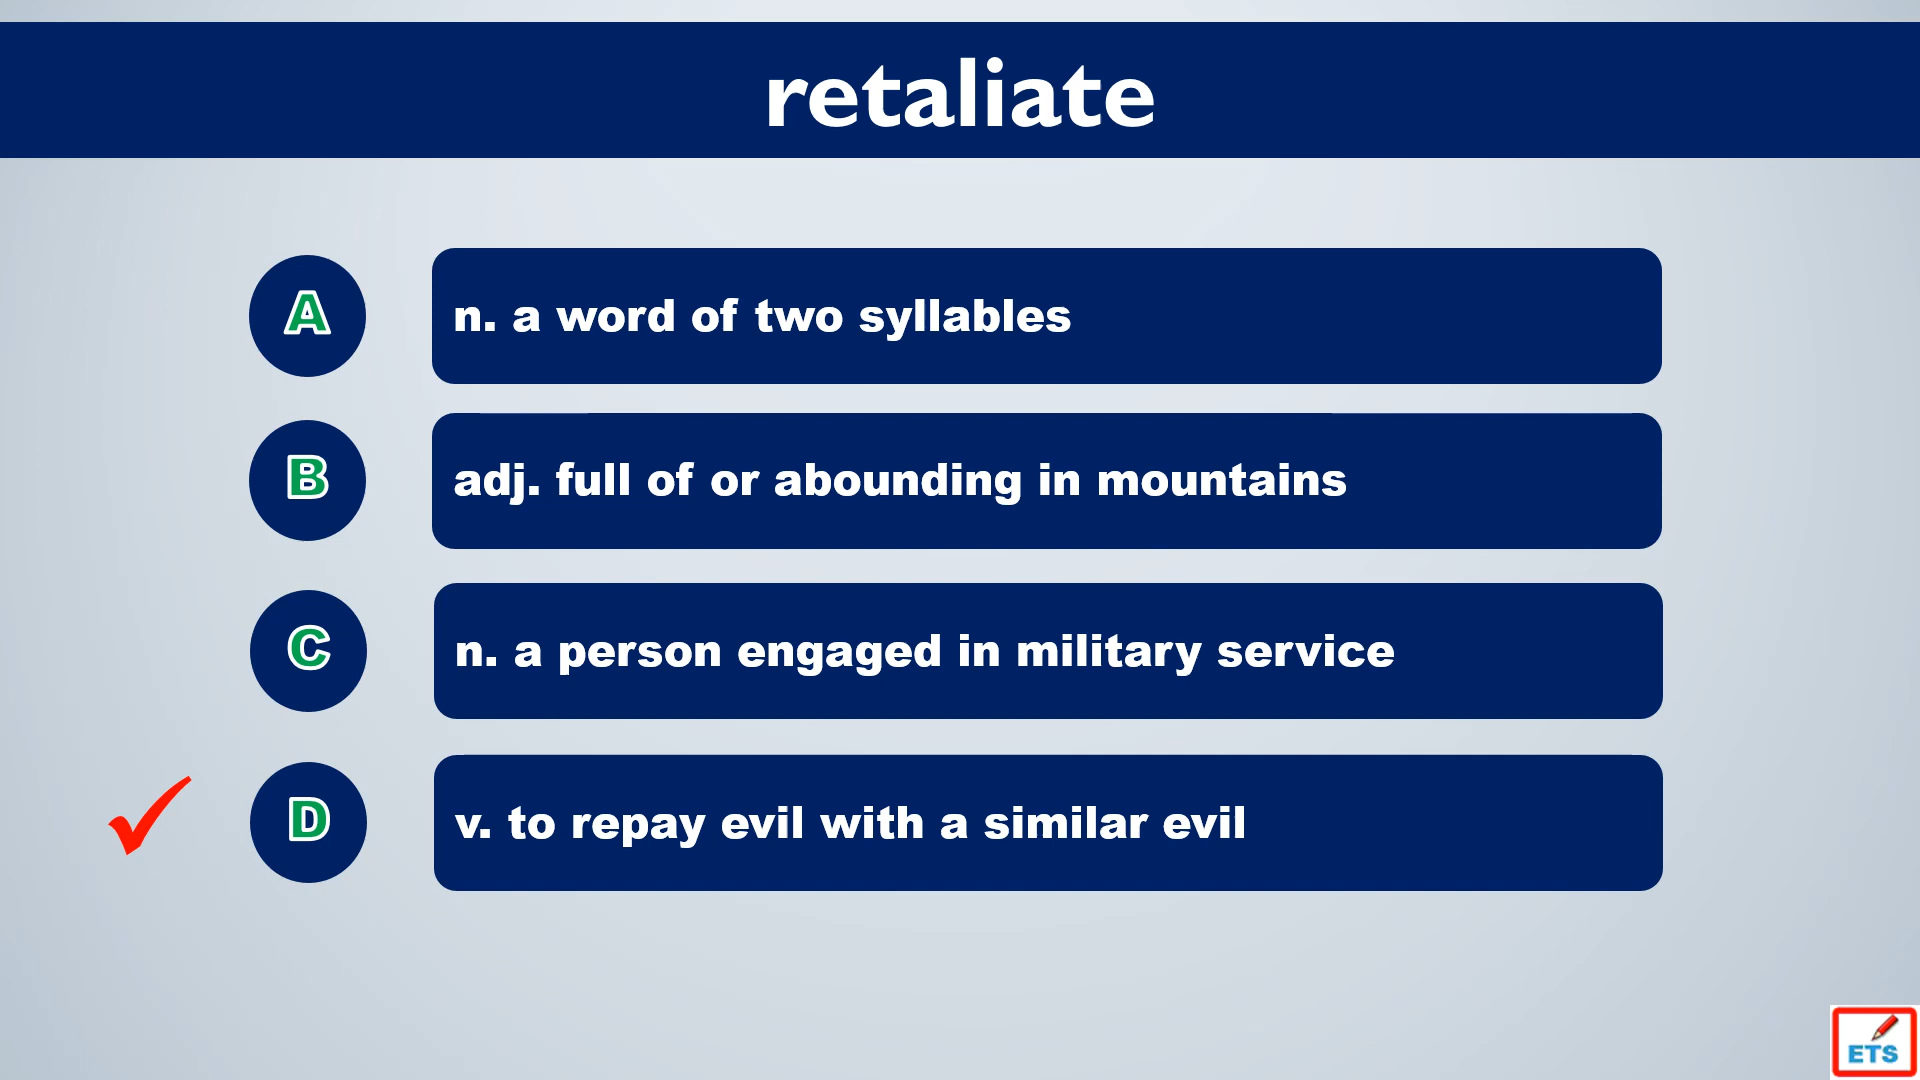 retaliate
A
n. a word of two syllables
B
adj. full of or abounding in mountains
C
n. a person engaged in military service
D
v. to repay evil with a similar evil
ETS